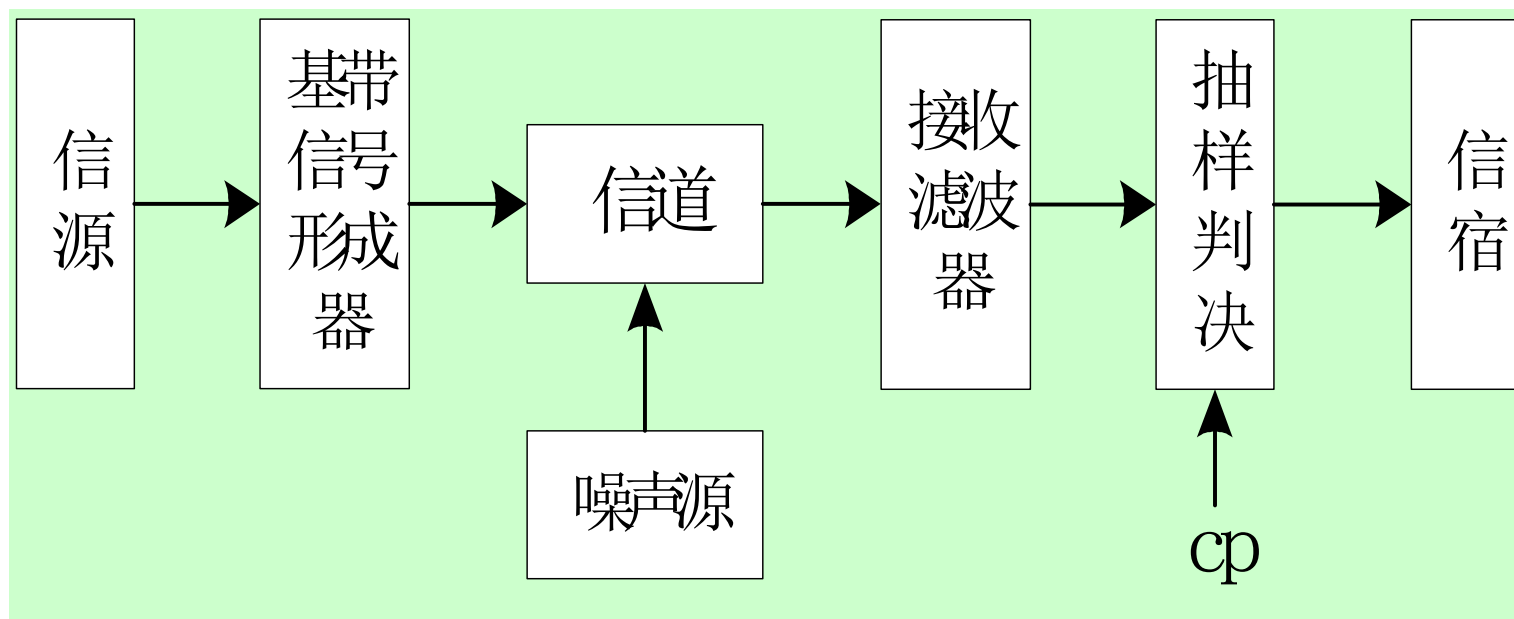 信
源
基带
信号
形成
器
信道
噪声源
接收
滤波
器
抽
样
判
决
cp
信
宿